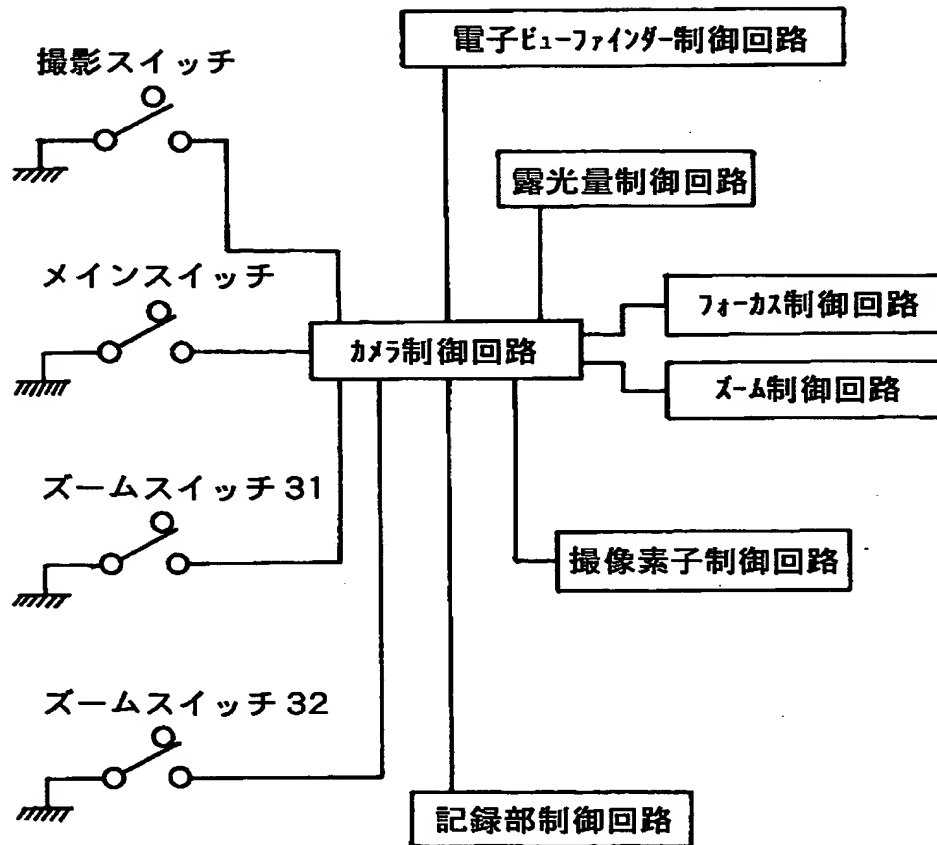 電子ビューファインダー制御回路
撮影スイッチ
露光量制御回路
メインスイッチ
フォーカス制御回路
カメラ制御回路
ズーム制御回路
ズームスイッチ31
撮像素子制御回路
ズームスイッチ32
記録部制御回路